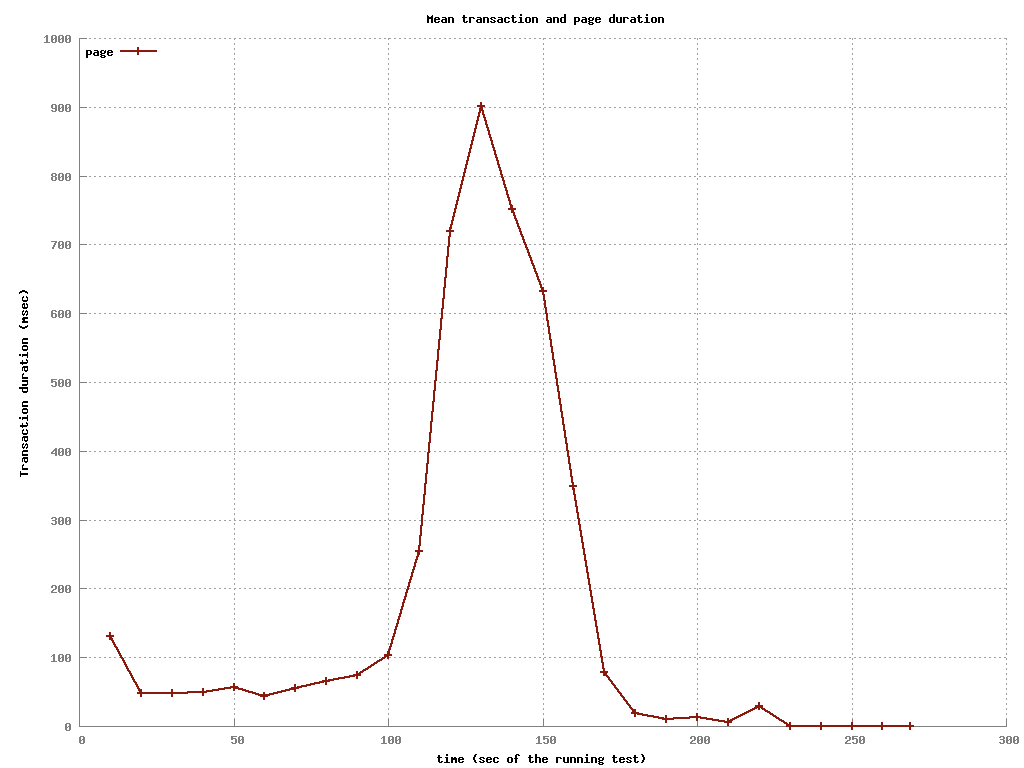 Mean transaction and page duration
page
1000
900
800
700
600
500
400
300
200
100
0
Transaction duration (msec)
0 50 100 150 200 250 300
time (sec of the running test)